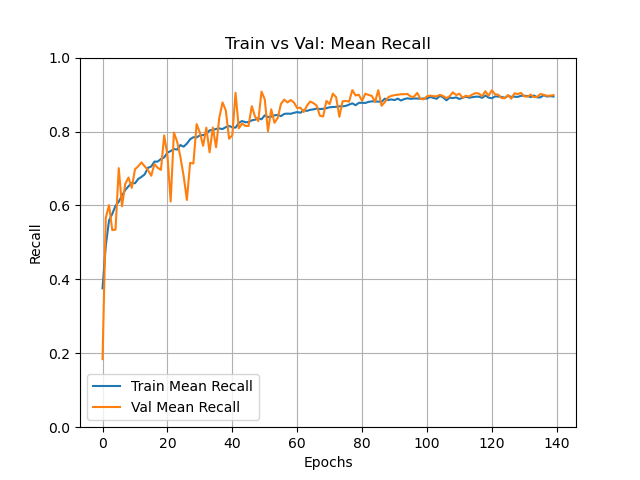 Train vs Val: Mean Recall
1.0
0.8
0.6
0.4
0.2
0.0
Recall
Train Mean Recall
Val Mean Recall
0 20 40 60 80 100 120 140
Epochs